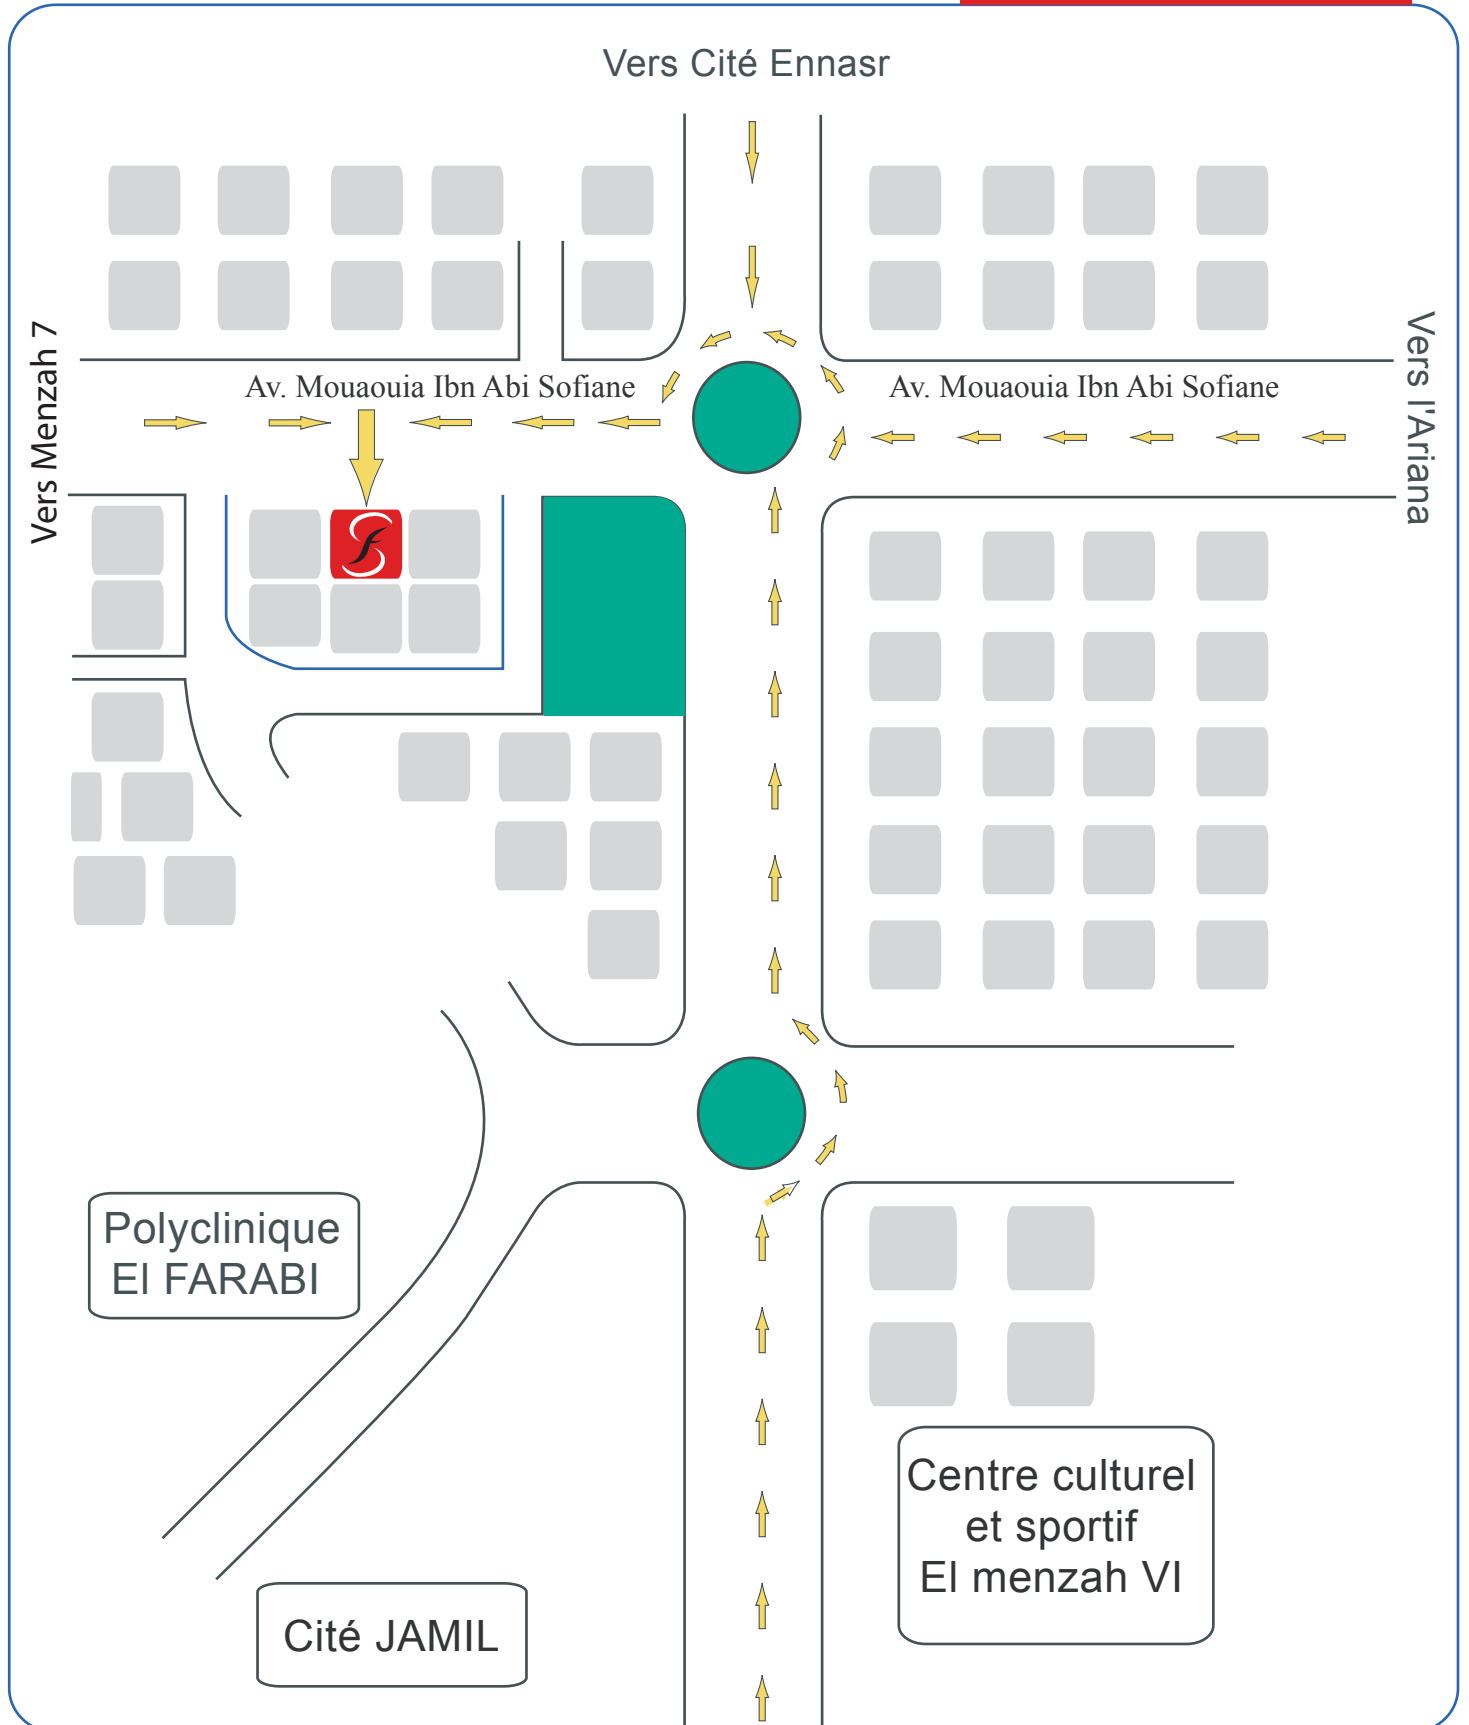 Vers Cité Ennasr
Vers Menzah 7
Av. Mouaouia Ibn Abi Sofiane
Av. Mouaouia Ibn Abi Sofiane
Vers l'Ariana
Polyclinique
El FARABI
Centre culturel
et sportif
El menzah VI
Cité JAMIL